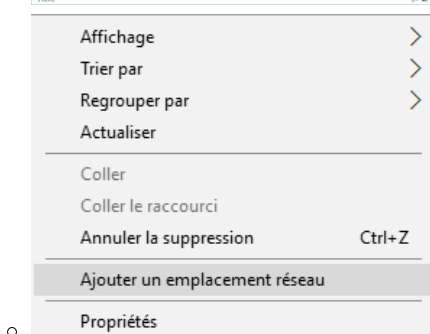 Affichage
Trier par
Regrouper par
Actualiser
Coller
Coller le raccourci
Annuler la suppression Ctrl+Z
Ajouter un emplacement réseau
Propriétés